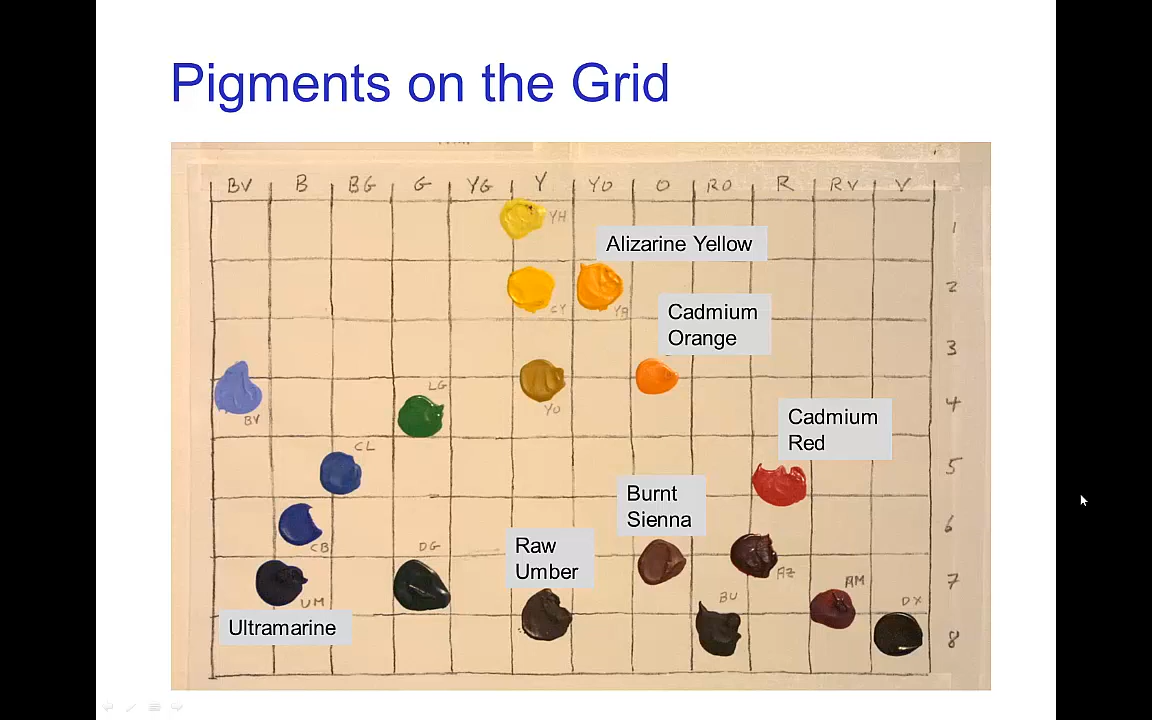 Pigments on the Grid
BV B BG G YG Y YO O RO R RV V
YH
1
Alizarine Yellow
2
CY
YA
Cadmium
Orange
3
LG
BV
YO
Cadmium
Red
4
CL
5
Burnt
Sienna
CB
DG
Raw
Umber
6
AZ
7
UM
BU
AM
DX
Ultramarine
8